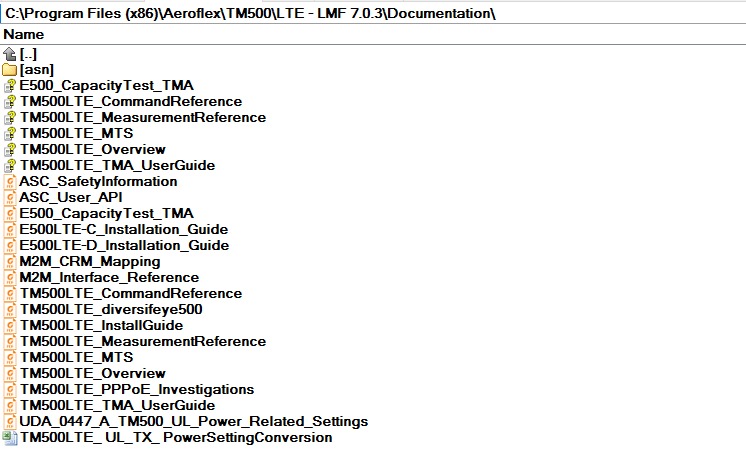 C:\Program Files (x86)\Aeroflex\TM500\LTE - LMF 7.0.3\Documentation\
Name
[..]
[asn]
E500_CapacityTest_TMA
TM500LTE_CommandReference
TM500LTE_MeasurementReference
TM500LTE_MTS
TM500LTE_Overview
TM500LTE_TMA_UserGuide
ASC_SafetyInformation
ASC_User_API
E500_CapacityTest_TMA
E500LTE-C_Installation_Guide
E500LTE-D_Installation_Guide
M2M_CRM_Mapping
M2M_Interface_Reference
TM500LTE_CommandReference
TM500LTE_diversifeye500
TM500LTE_InstallGuide
TM500LTE_MeasurementReference
TM500LTE_MTS
TM500LTE_Overview
TM500LTE_PPPoE_Investigations
TM500LTE_TMA_UserGuide
UDA_0447_A_TM500_UL_Power_Related_Settings
TM500LTE_ UL_TX_ PowerSettingConversion